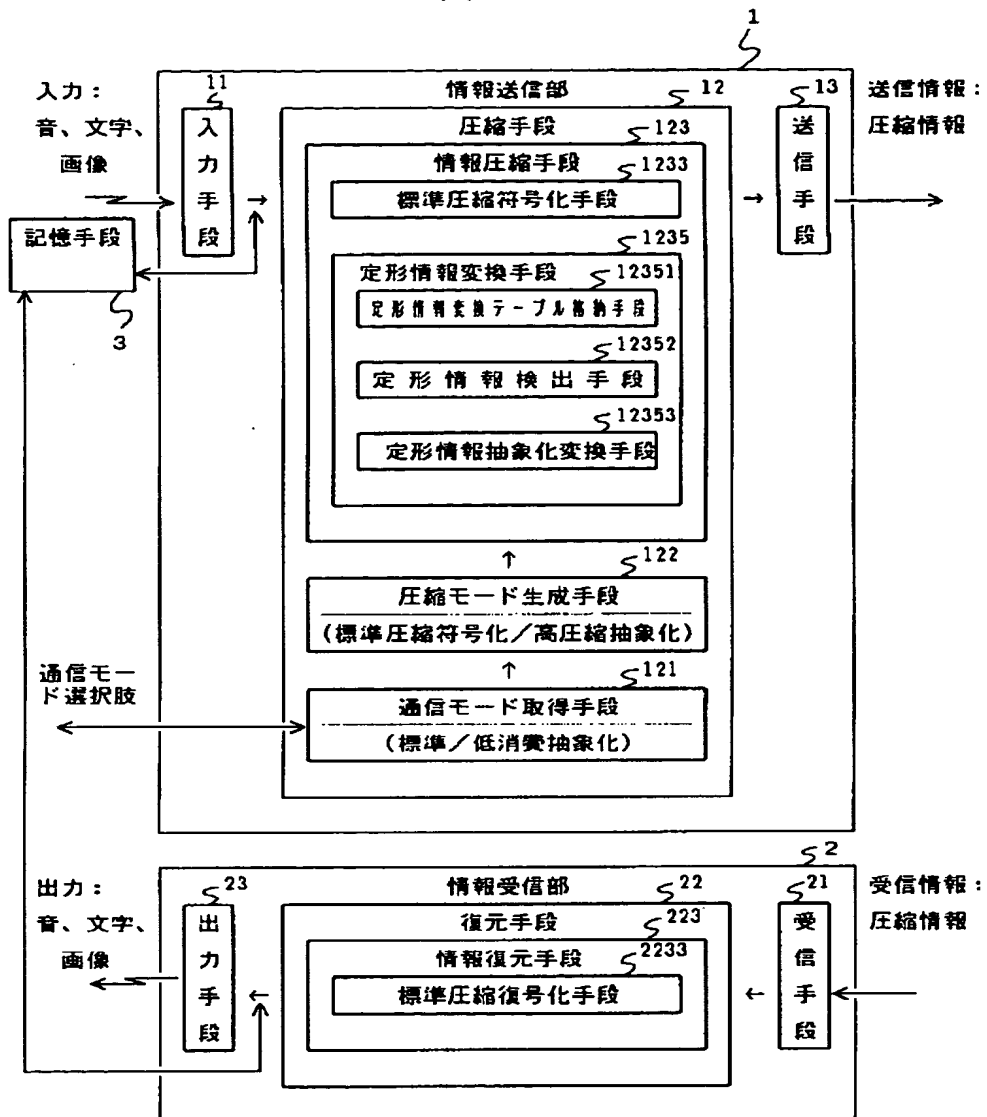 1
入力:
音、文字、
画像
11
入力手段
情報送信部
12
圧縮手段
123
情報圧縮手段
1233
標準圧縮符号化手段
1235
定形情報変換手段
12351
定形情報変換テーブル格納手段
12352
定形情報検出手段
12353
定形情報抽象化変換手段
122
圧縮モード生成手段
(標準圧縮符号化/高圧縮抽象化)
121
通信モード取得手段
(標準/低消費抽象化)
13
送信手段
送信情報:
圧縮情報
記憶手段
3
通信モー
ド選択肢
2
出力:
音、文字、
画像
23
出力手段
情報受信部
22
復元手段
223
情報復元手段
2233
標準圧縮復号化手段
21
受信手段
受信情報:
圧縮情報